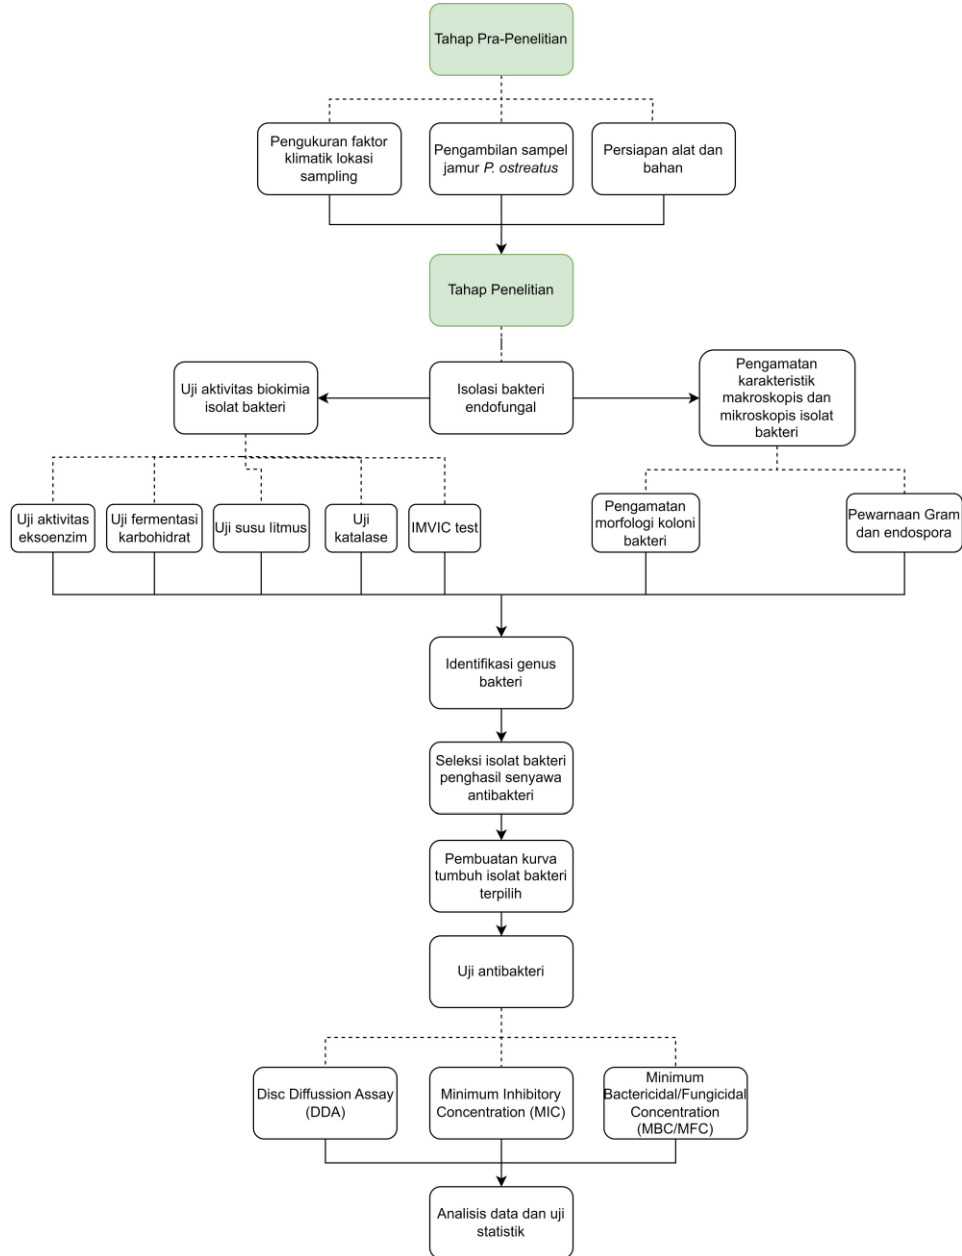 Tahap Pra-Penelitian
Pengukuran faktor
klimatik lokasi
sampling
Pengambilan sampel
jamur P. ostreatus
Persiapan alat dan
bahan
Tahap Penelitian
Uji aktivitas biokimia
isolat bakteri
Isolasi bakteri
endofungal
Pengamatan
karakteristik
makroskopis dan
mikroskopis isolat
bakteri
Uji aktivitas
eksoenzim
Uji fermentasi
karbohidrat
Uji susu litmus
Uji
katalase
IMVIC test
Pengamatan
morfologi koloni
bakteri
Pewarnaan Gram
dan endospora
Identifikasi genus
bakteri
Seleksi isolat bakteri
penghasil senyawa
antibakteri
Pembuatan kurva
tumbuh isolat bakteri
terpilih
Uji antibakteri
Disc Diffussion Assay
(DDA)
Minimum Inhibitory
Concentration (MIC)
Minimum
Bactericidal/Fungicidal
Concentration
(MBC/MFC)
Analisis data dan uji
statistik